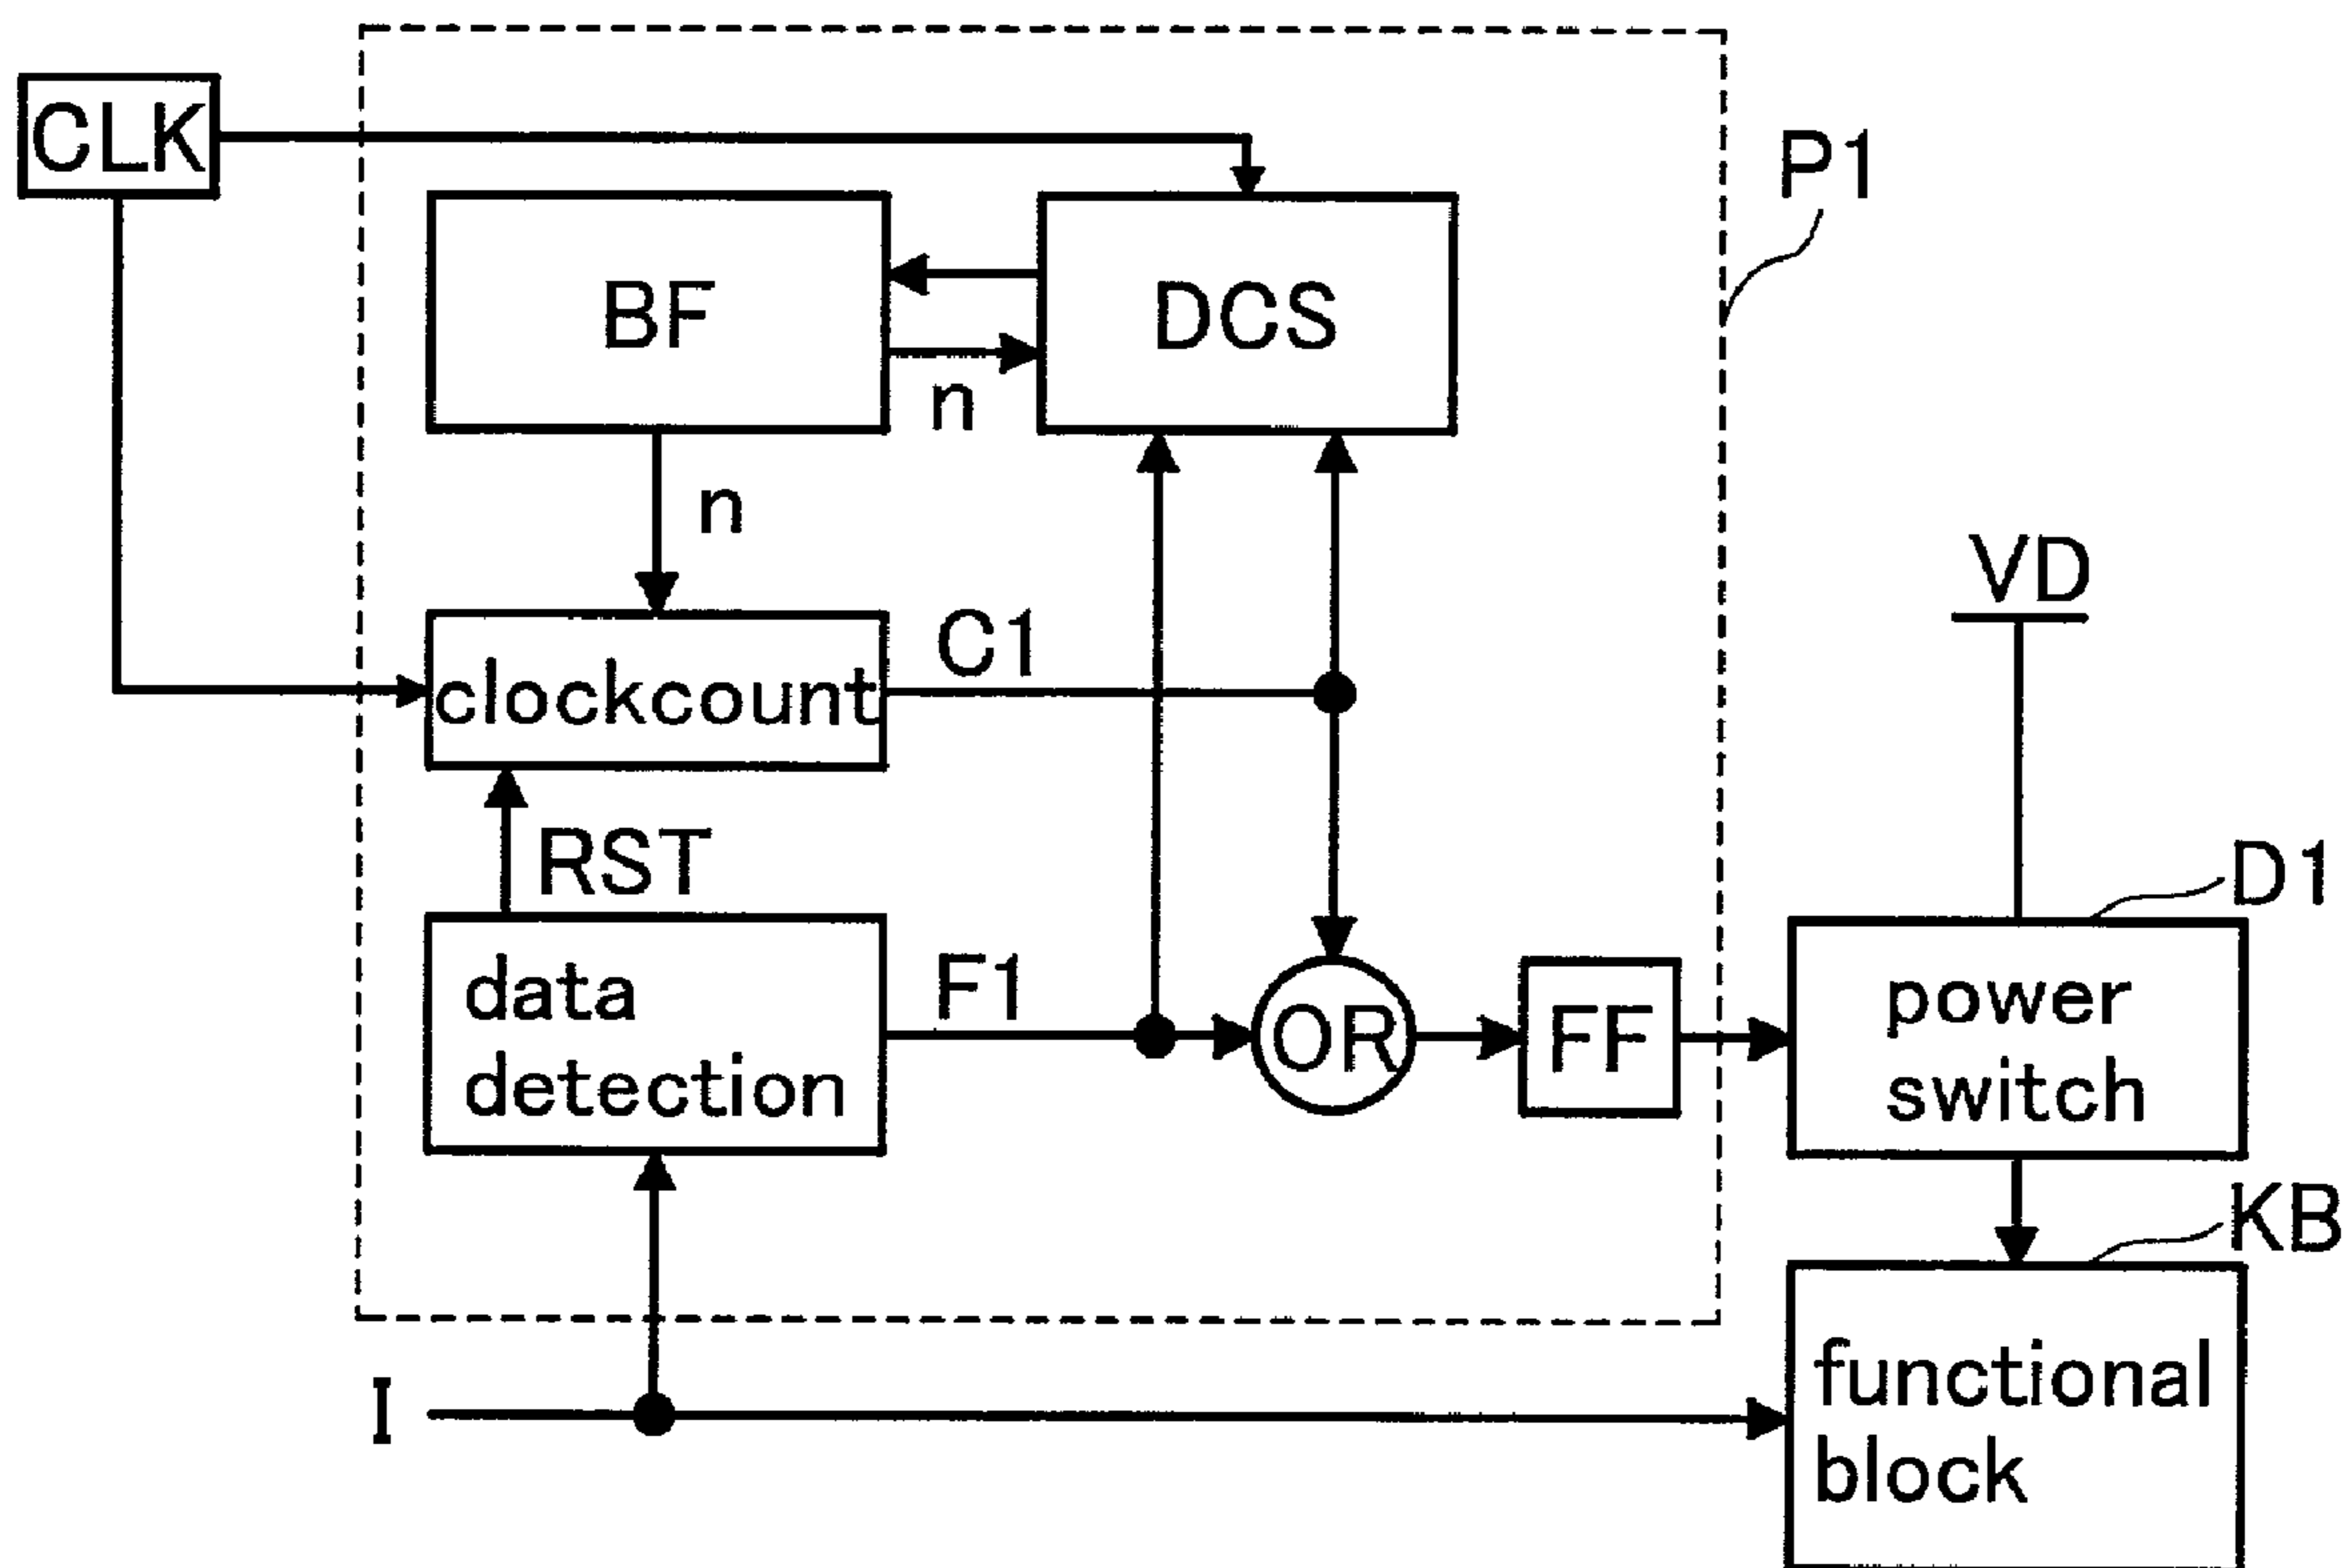 CLK
P1
BF
DCS
n
n
VD
C1
clockcount
RST
D1
F1
data
detection
OR
FF
power
switch
KB
I
functional
block